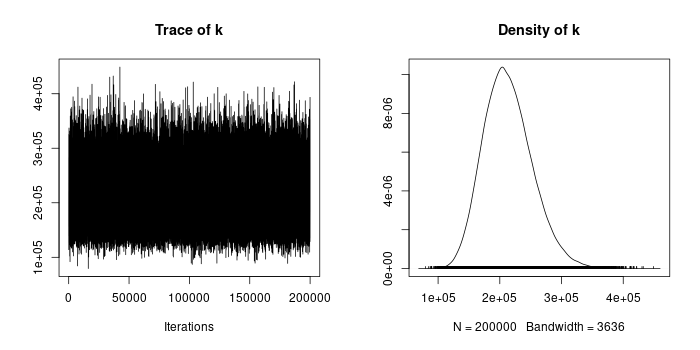 Trace of k
1e+05 2e+05 3e+05 4e+05
0 50000 100000 150000 200000
Iterations
Density of k
0e+00 4e-06 8e-06
1e+05 2e+05 3e+05 4e+05
N = 200000 Bandwidth = 3636